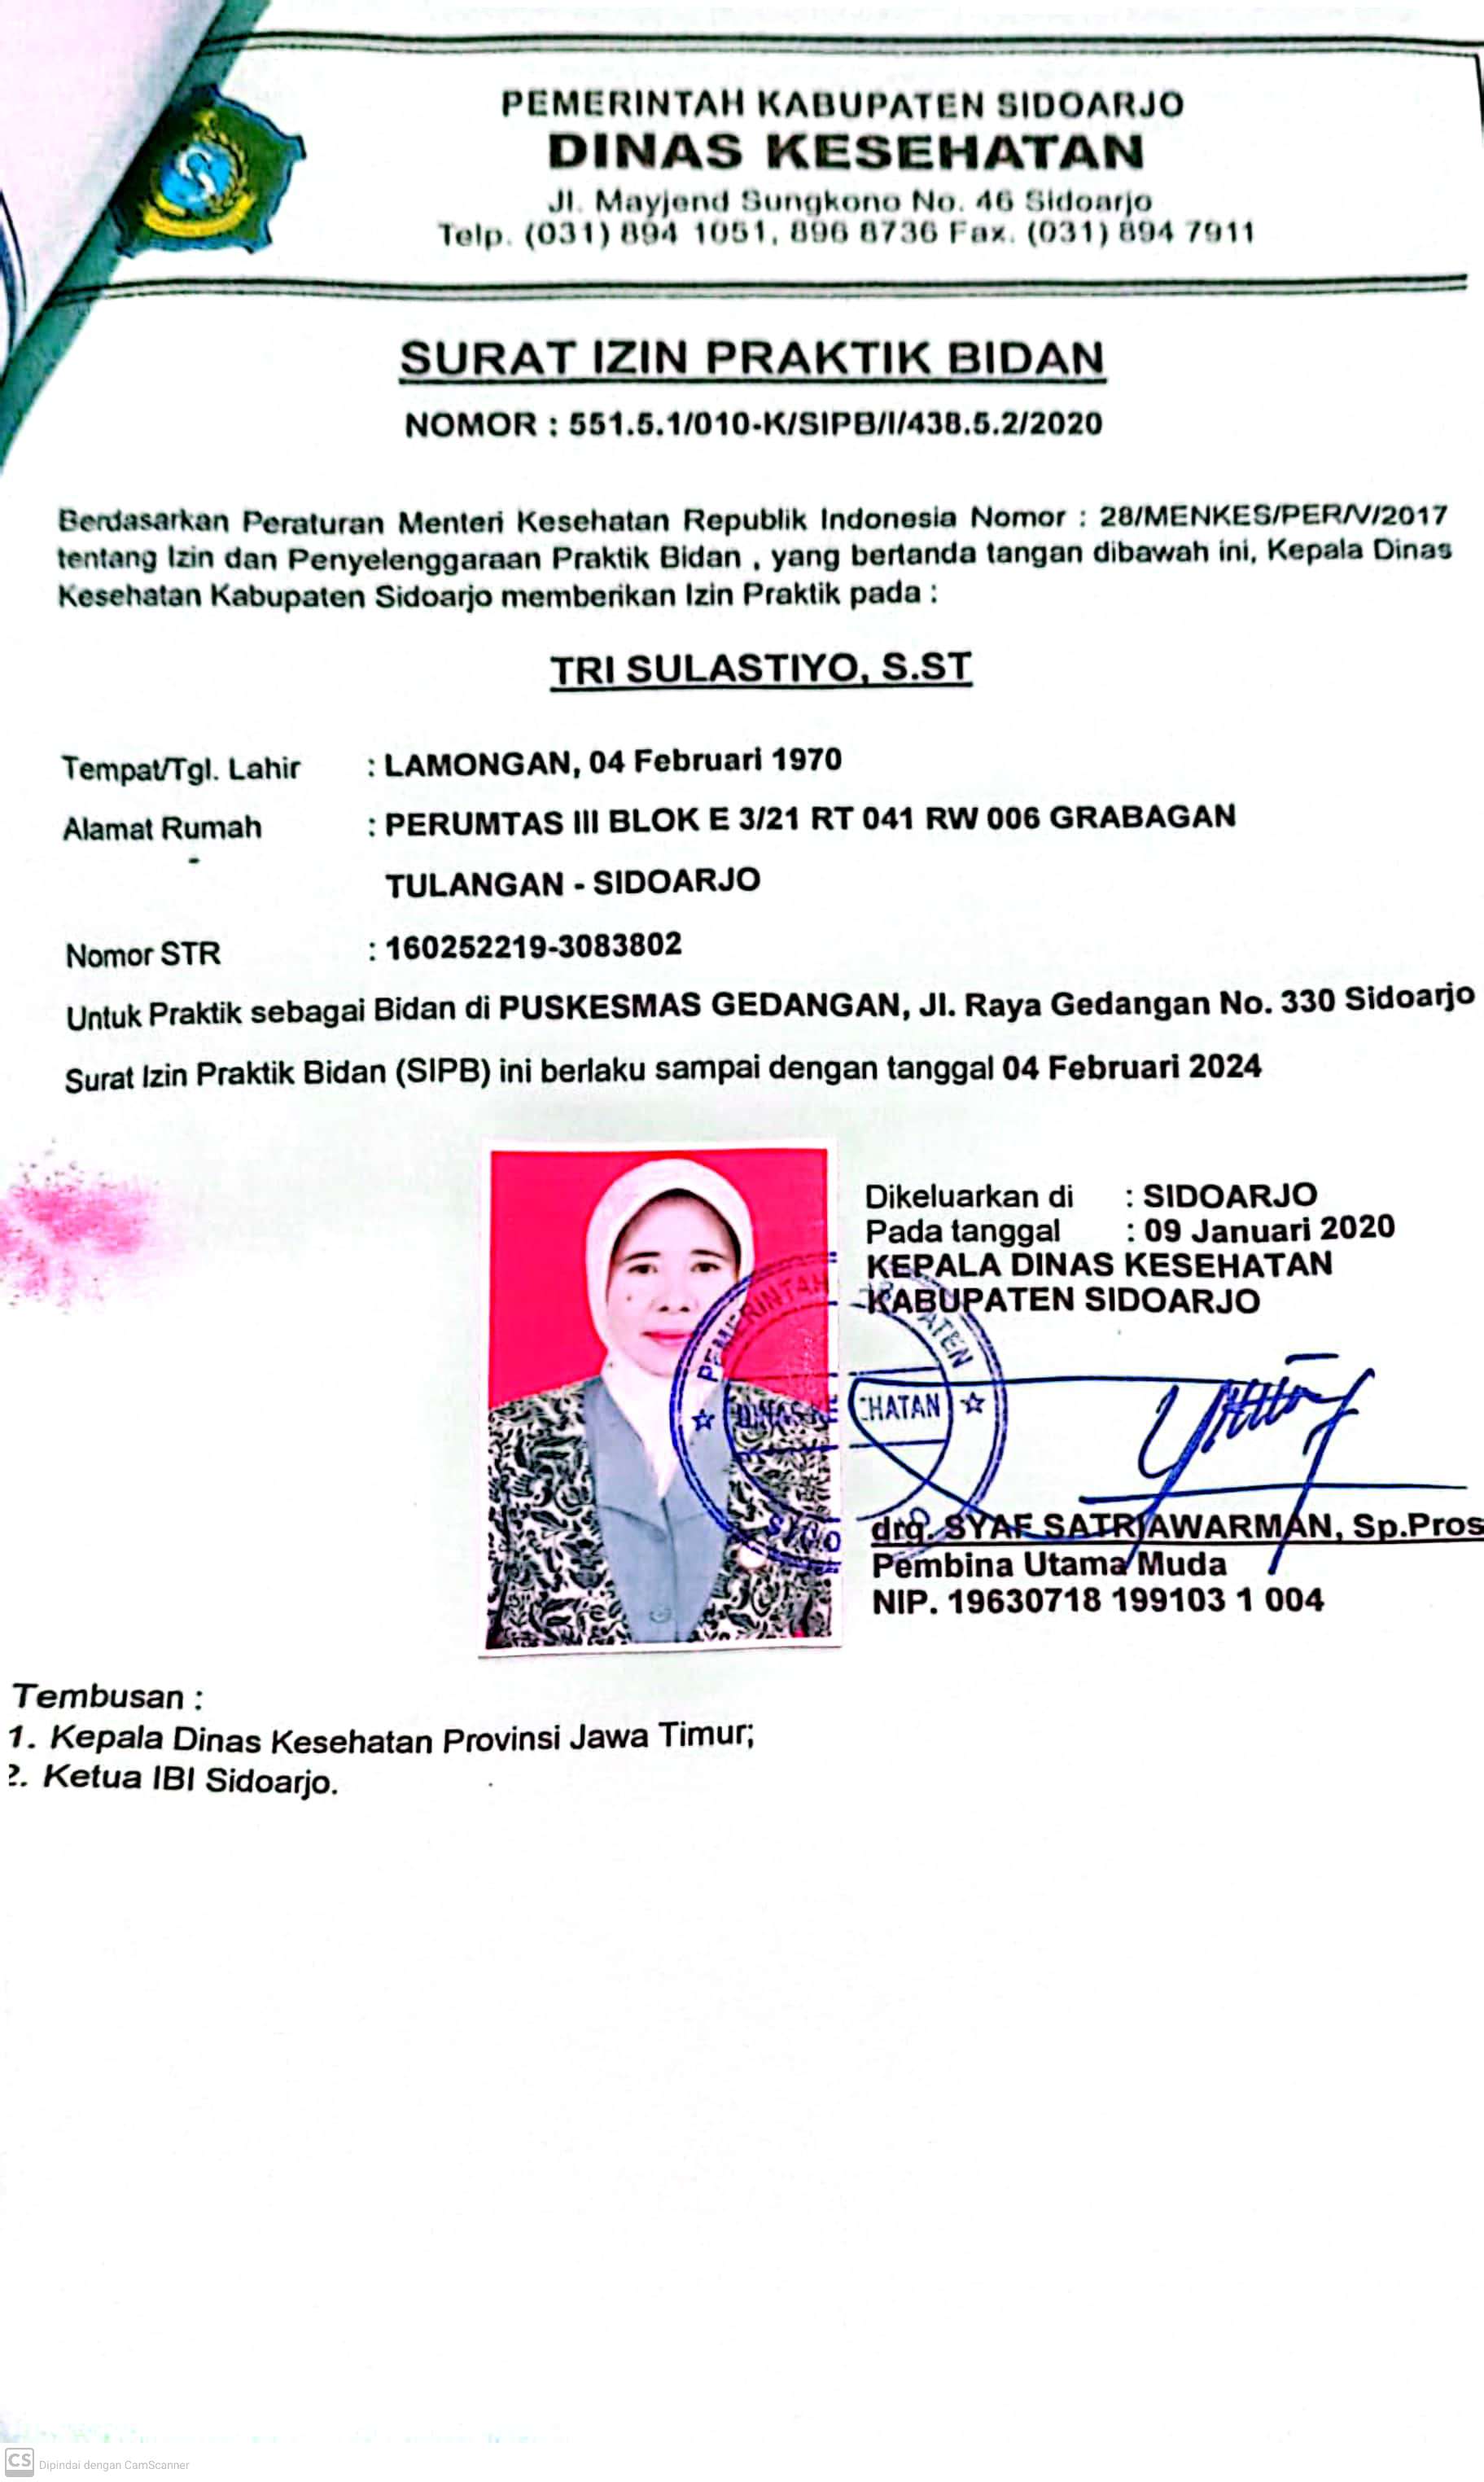 PEMERINTAH KABUPATEN SIDOARJO
DINAS KESEHATAN
Jl. Mayjend Sungkono No. 46 Sidoarjo
Telp. (031) 894 1051, 896 8736 Fax. (031) 894 7911
SURAT IZIN PRAKTIK BIDAN
NOMOR : 551.5.1/010-K/SIPB/I/438.5.2/2020
Berdasarkan Peraturan Menteri Kesehatan Republik Indonesia Nomor : 28/MENKES/PER/V/2017
tentang Izin dan Penyelenggaraan Praktik Bidan , yang bertanda tangan dibawah ini, Kepala Dinas
Kesehatan Kabupaten Sidoarjo memberikan Izin Praktik pada :
TRI SULASTIYO, S.ST
Tempat/Tgl. Lahir : LAMONGAN, 04 Februari 1970
Alamat Rumah : PERUMTAS III BLOK E 3/21 RT 041 RW 006 GRABAGAN
TULANGAN - SIDOARJO
Nomor STR : 160252219-3083802
Untuk Praktik sebagai Bidan di PUSKESMAS GEDANGAN, Jl. Raya Gedangan No. 330 Sidoarjo
Surat Izin Praktik Bidan (SIPB) ini berlaku sampai dengan tanggal 04 Februari 2024
Dikeluarkan di : SIDOARJO
Pada tanggal : 09 Januari 2020
KEPALA DINAS KESEHATAN
KABUPATEN SIDOARJO
PEMERINTAH
DINAS
drg. SYAF SATRIAWARMAN, Sp.Pros
Pembina Utama Muda
NIP. 19630718 199103 1 004
Tembusan :
1. Kepala Dinas Kesehatan Provinsi Jawa Timur;
2. Ketua IBI Sidoarjo.
CS Dipindai dengan CamScanner